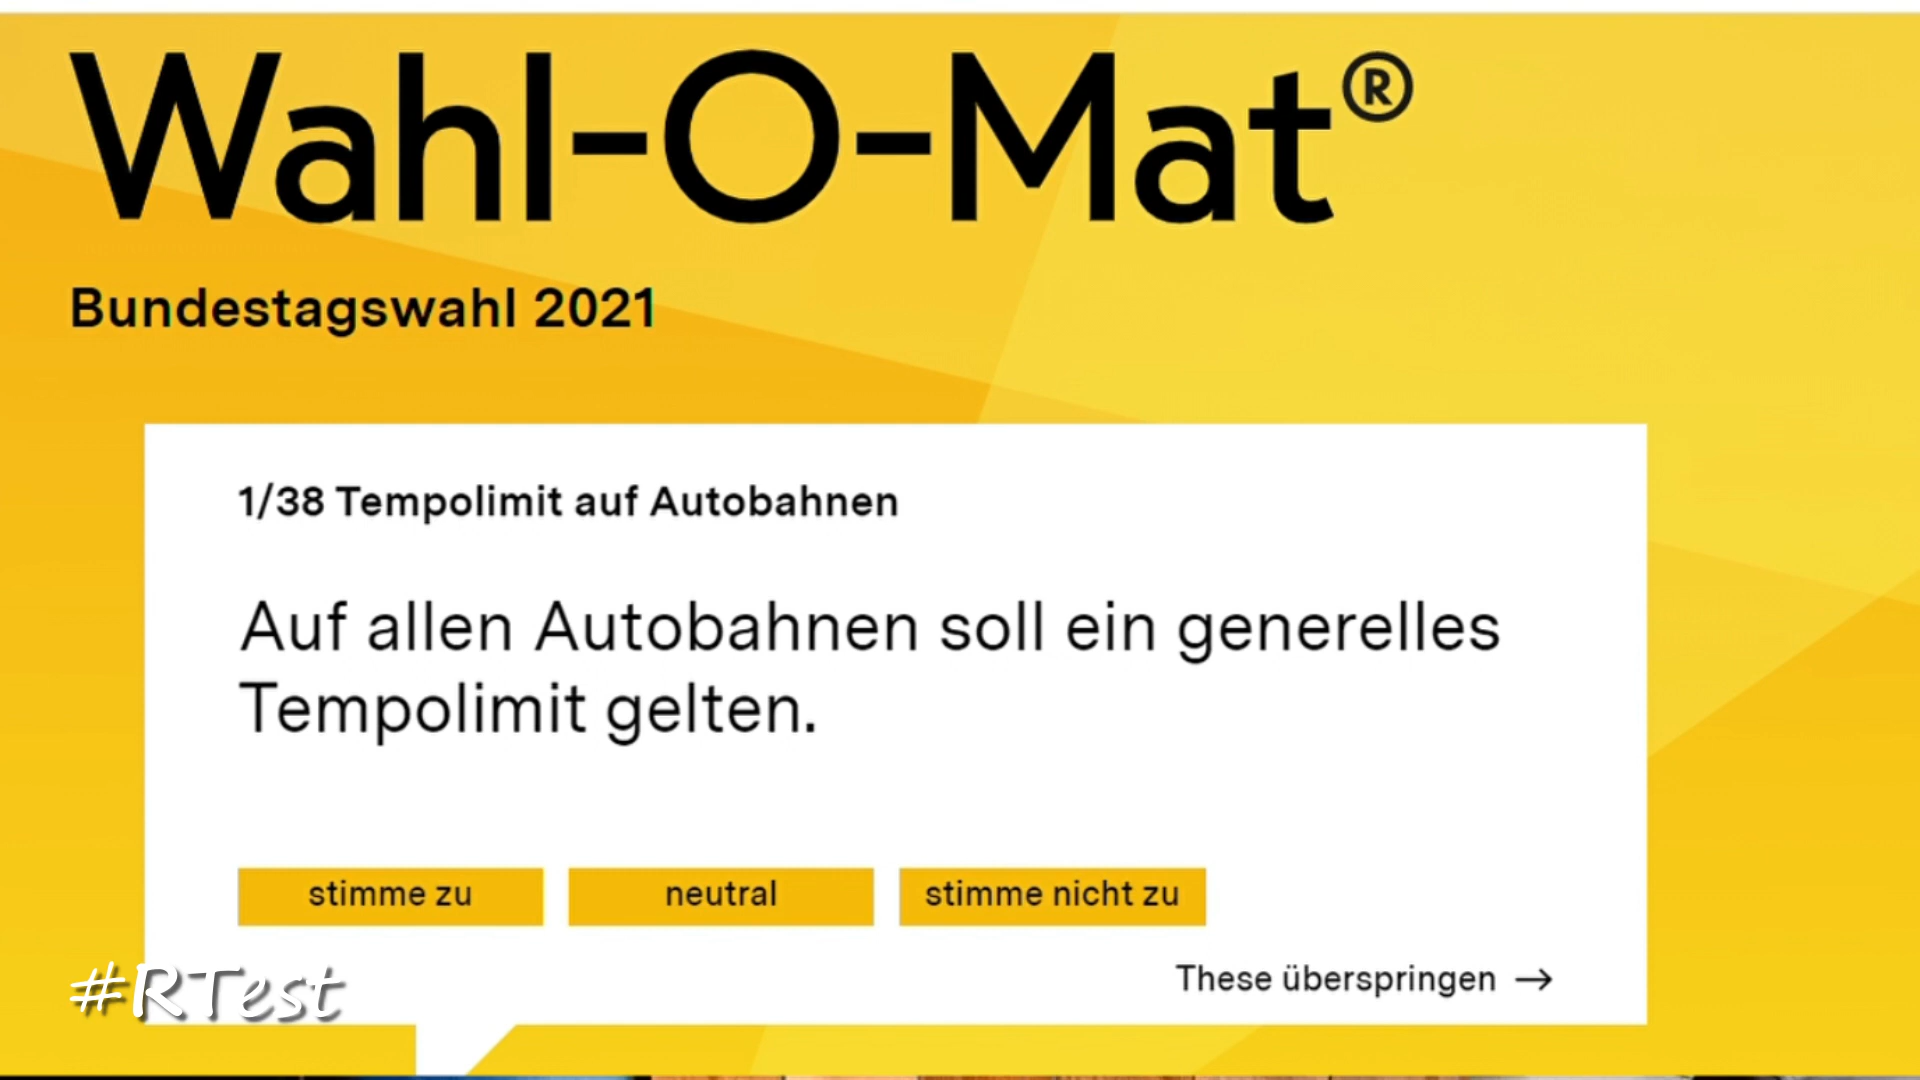 Wahl-O-Mat®
Bundestagswahl 2021
1/38 Tempolimit auf Autobahnen
Auf allen Autobahnen soll ein generelles
Tempolimit gelten.
stimme zu neutral stimme nicht zu
These überspringen →
#RTest